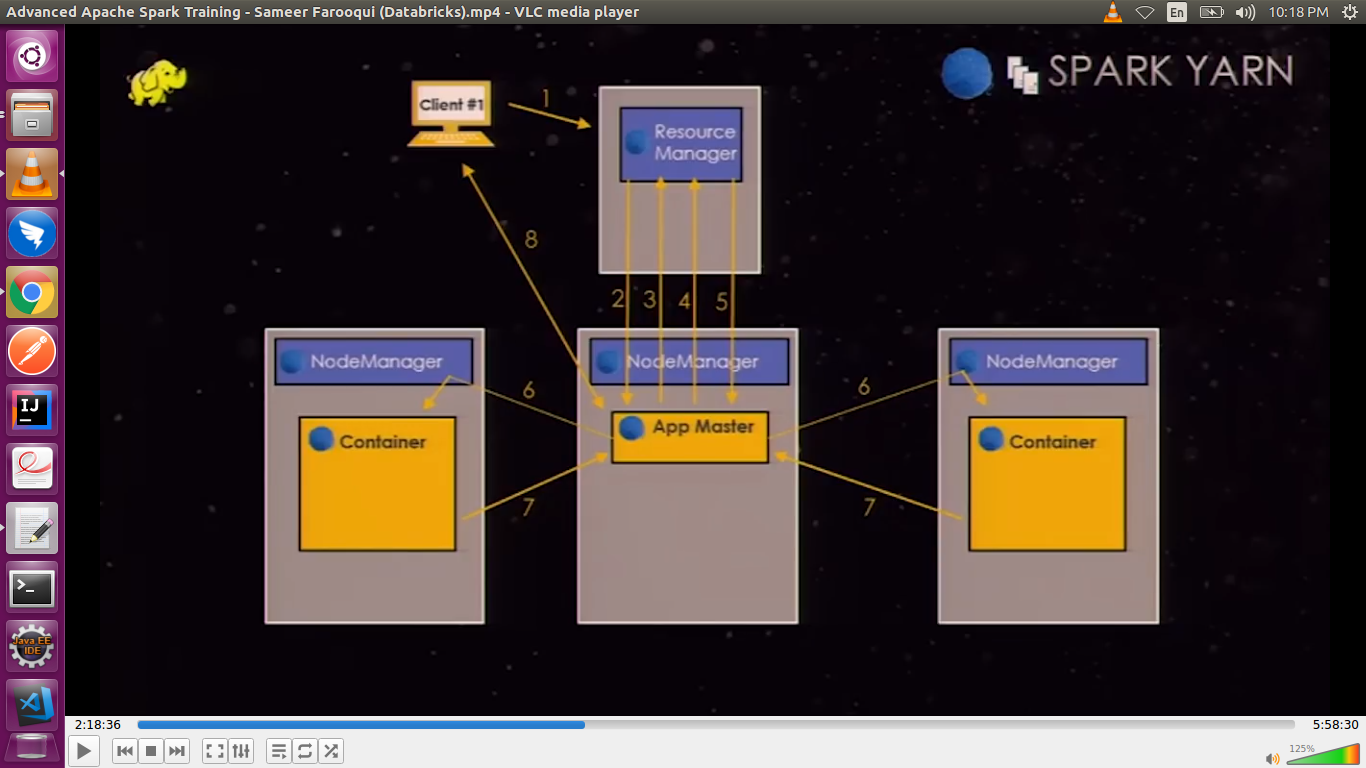 Advanced Apache Spark Training - Sameer Farooqui (Databricks).mp4 - VLC media player
En
10:18 PM
SPARK YARN
Client #1
1
Resource
Manager
8
2
3
4
5
NodeManager
NodeManager
NodeManager
6
6
App Master
Container
Container
7
7
IJ
>_
Java EE
IDE
2:18:36
5:58:30
125%